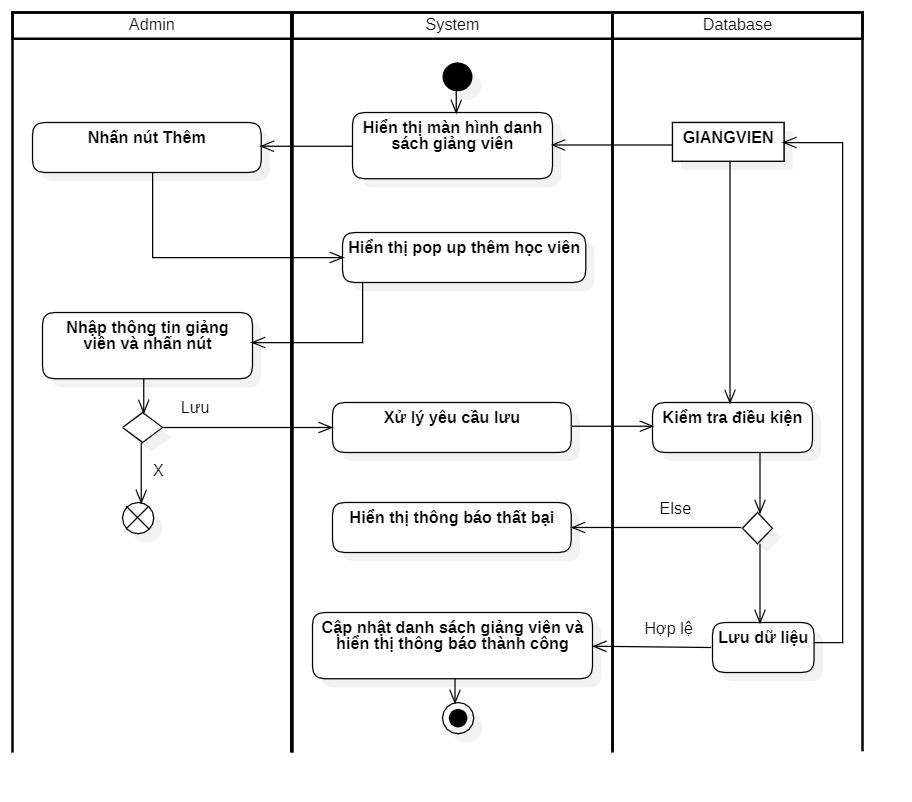 Admin
System
Database
Hiển thị màn hình danh
sách giảng viên
Nhấn nút Thêm
GIANGVIEN
Hiển thị pop up thêm học viên
Nhập thông tin giảng
viên và nhấn nút
Lưu
Xử lý yêu cầu lưu
Kiểm tra điều kiện
X
Hiển thị thông báo thất bại
Else
Cập nhật danh sách giảng viên và
hiển thị thông báo thành công
Hợp lệ
Lưu dữ liệu